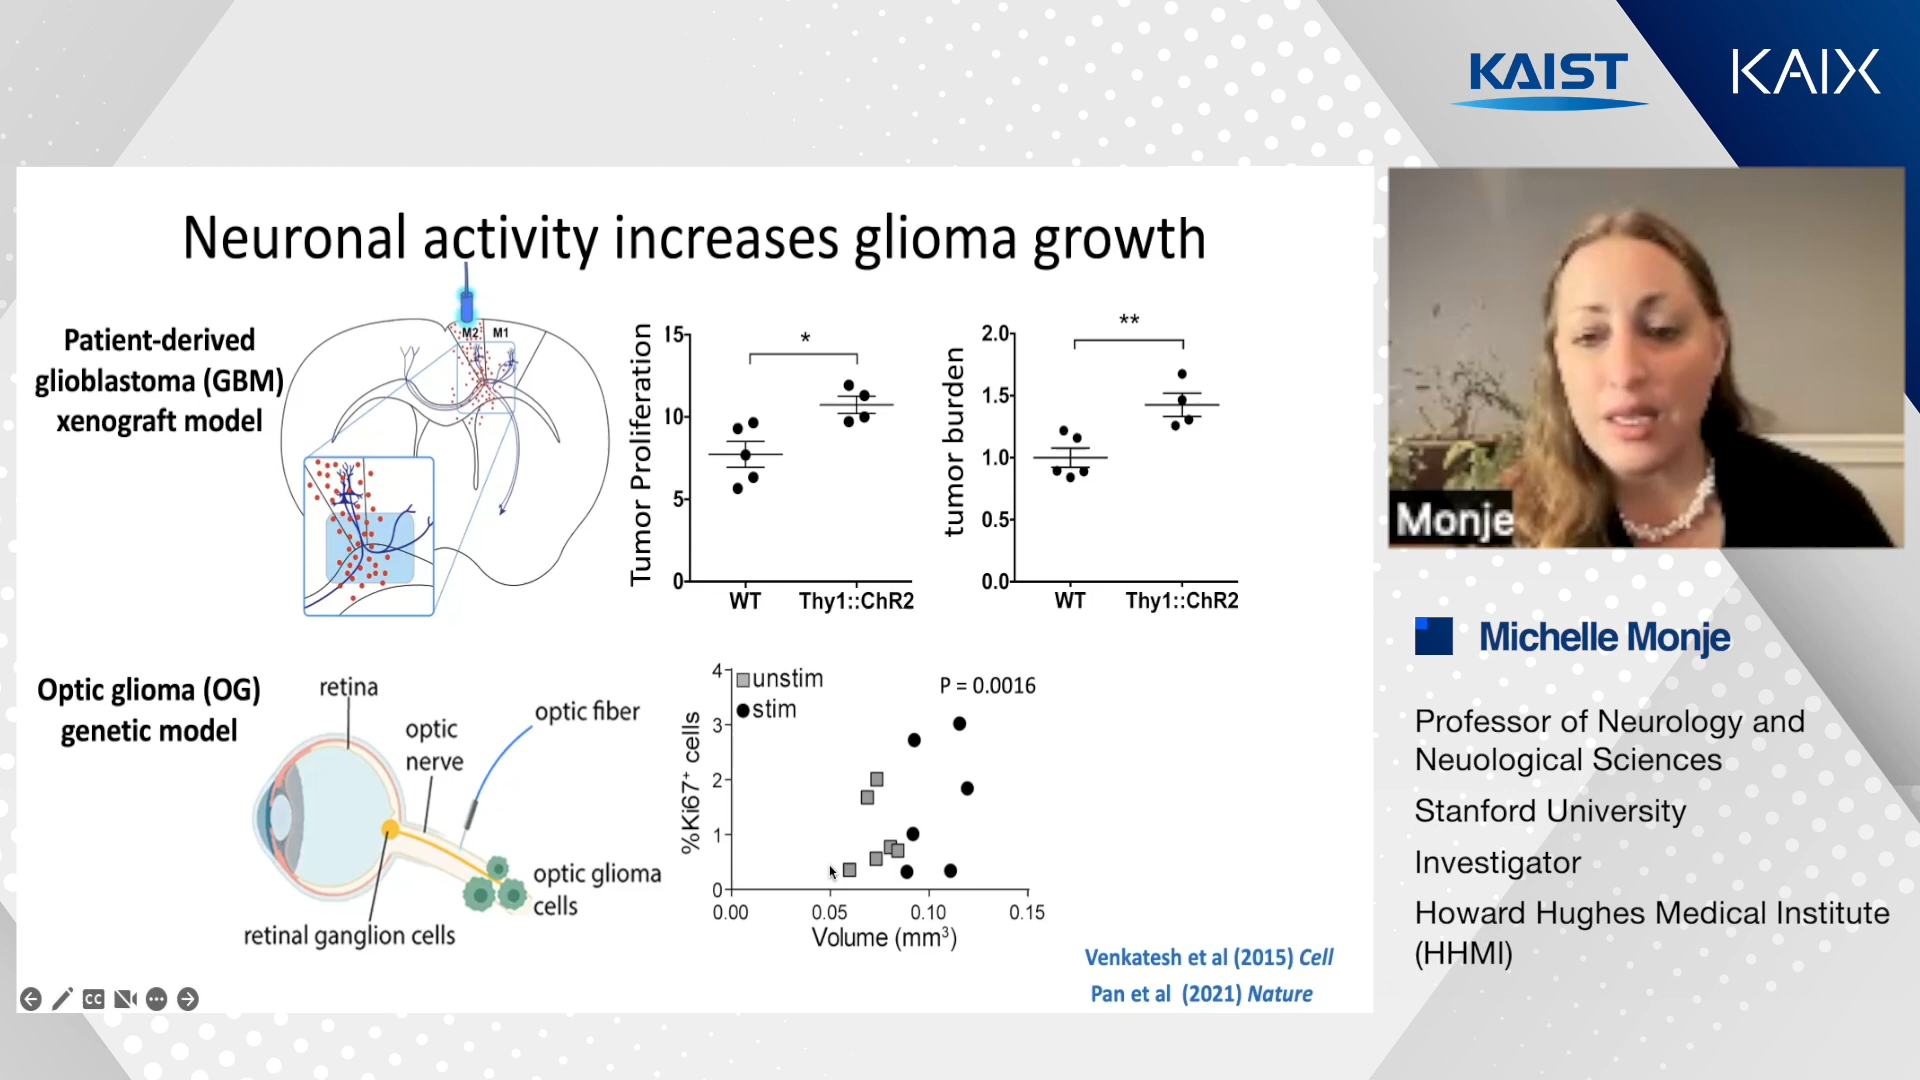 KAIST
KAIX
Neuronal activity increases glioma growth
Patient-derived
glioblastoma (GBM)
xenograft model
M2
M1
Tumor Proliferation
15
10
5
0
*
WT
Thy1::ChR2
tumor burden
2.0
1.5
1.0
0.5
0.0
**
WT
Thy1::ChR2
Optic glioma (OG)
genetic model
retina
optic
nerve
optic fiber
optic glioma
cells
retinal ganglion cells
%Ki67+ cells
4
3
2
1
0
unstim
stim
P = 0.0016
0.00
0.05
0.10
0.15
Volume (mm³)
Venkatesh et al (2015) Cell
Pan et al (2021) Nature
CC
Monje
Michelle Monje
Professor of Neurology and
Neuological Sciences
Stanford University
Investigator
Howard Hughes Medical Institute
(HHMI)